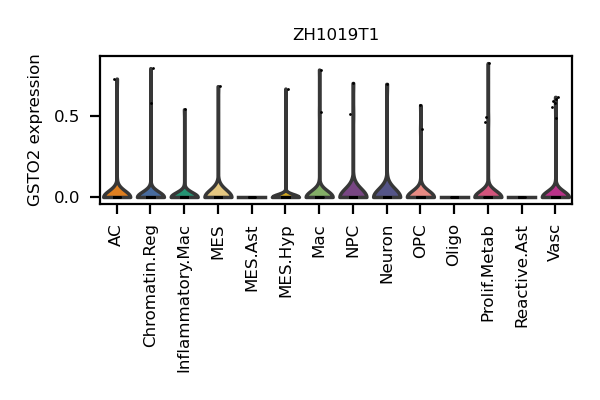 ZH1019T1
GSTO2 expression
0.5
0.0
AC
Chromatin.Reg
Inflammatory.Mac
MES
MES.Ast
MES.Hyp
Mac
NPC
Neuron
OPC
Oligo
Prolif.Metab
Reactive.Ast
Vasc